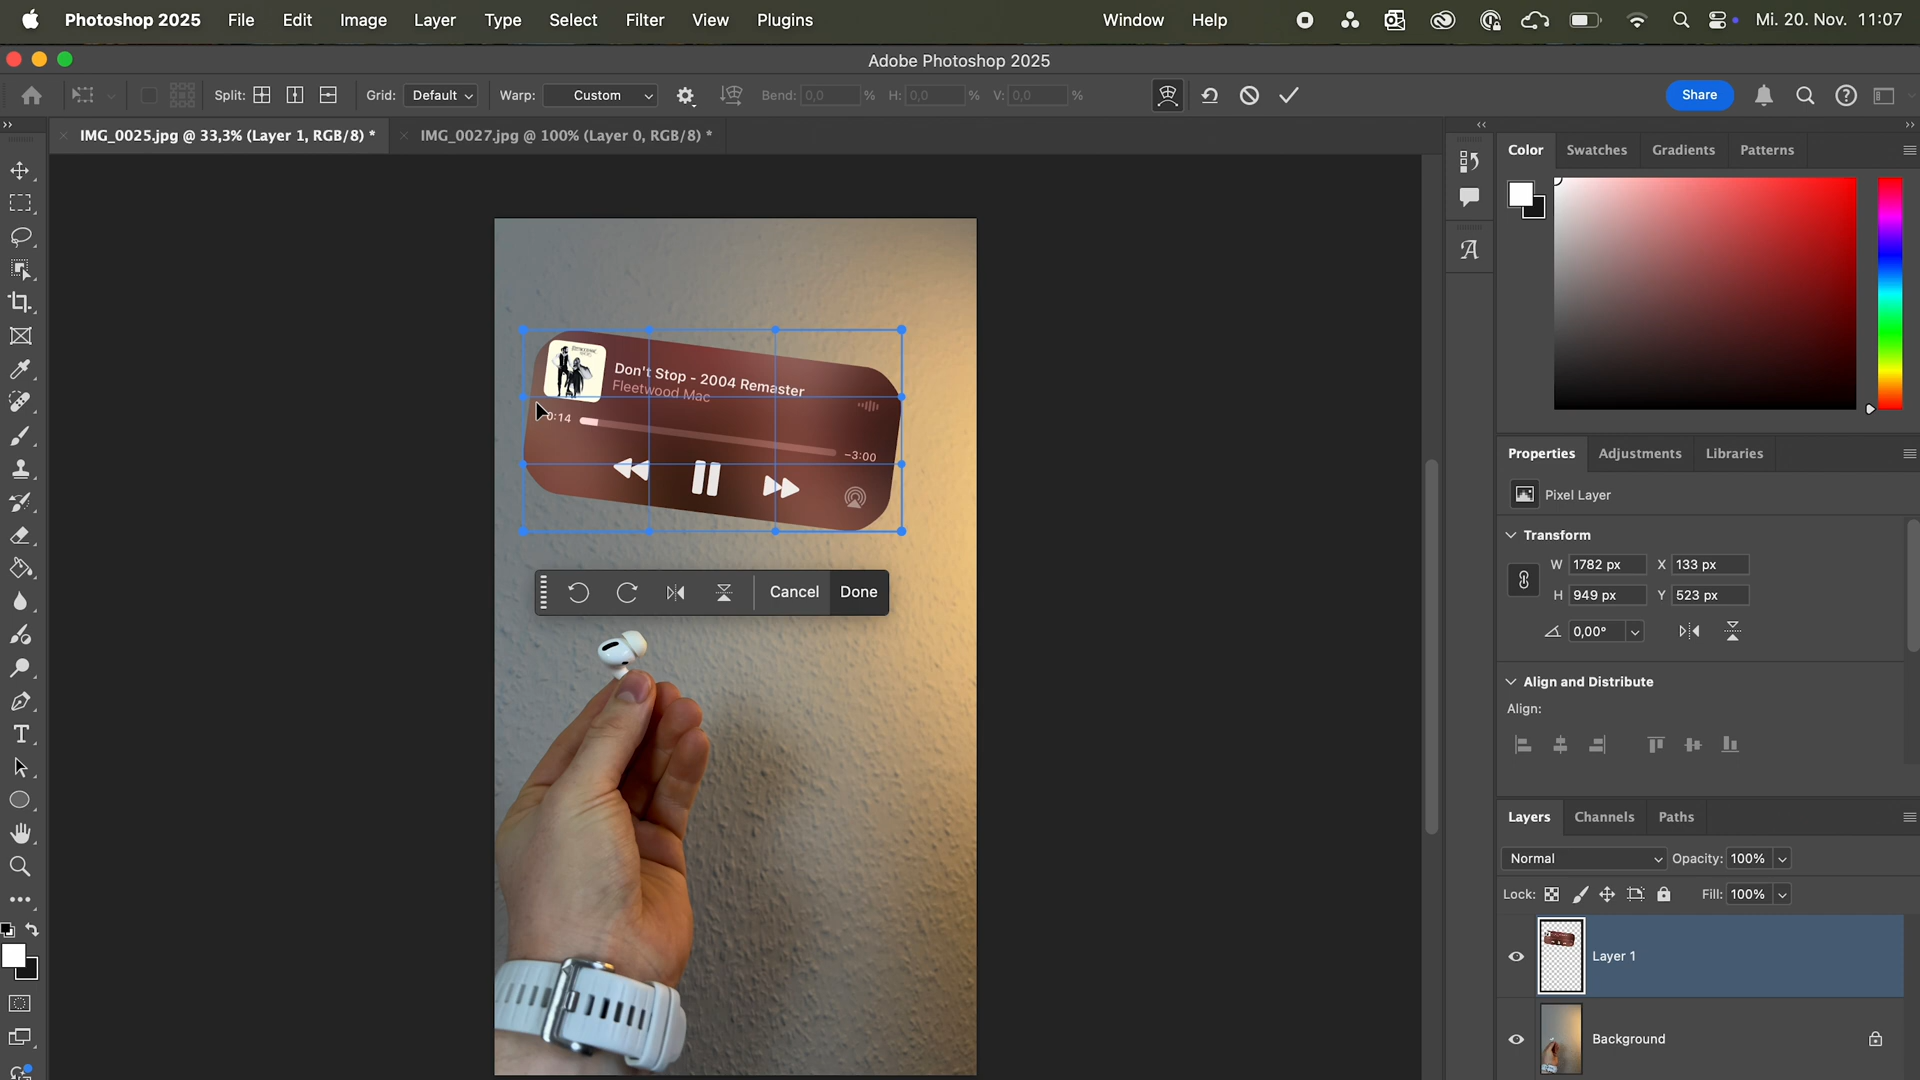 Photoshop 2025 File Edit Image Layer Type Select Filter View Plugins Window Help Mi. 20. Nov. 11:07
Adobe Photoshop 2025
Split: Grid: Default Warp: Custom Bend: 0,0 % H: 0,0 % V: 0,0 % Share
IMG_0025.jpg @ 33,3% (Layer 1, RGB/8) * IMG_0027.jpg @ 100% (Layer 0, RGB/8) *
Color Swatches Gradients Patterns
Don't Stop - 2004 Remaster
Fleetwood Mac
0:14
-3:00
Cancel Done
Properties Adjustments Libraries
Pixel Layer
Transform
W 1782 px X 133 px
H 949 px Y 523 px
0,00°
Align and Distribute
Align:
Layers Channels Paths
Normal Opacity: 100%
Lock: Fill: 100%
Layer 1
Background